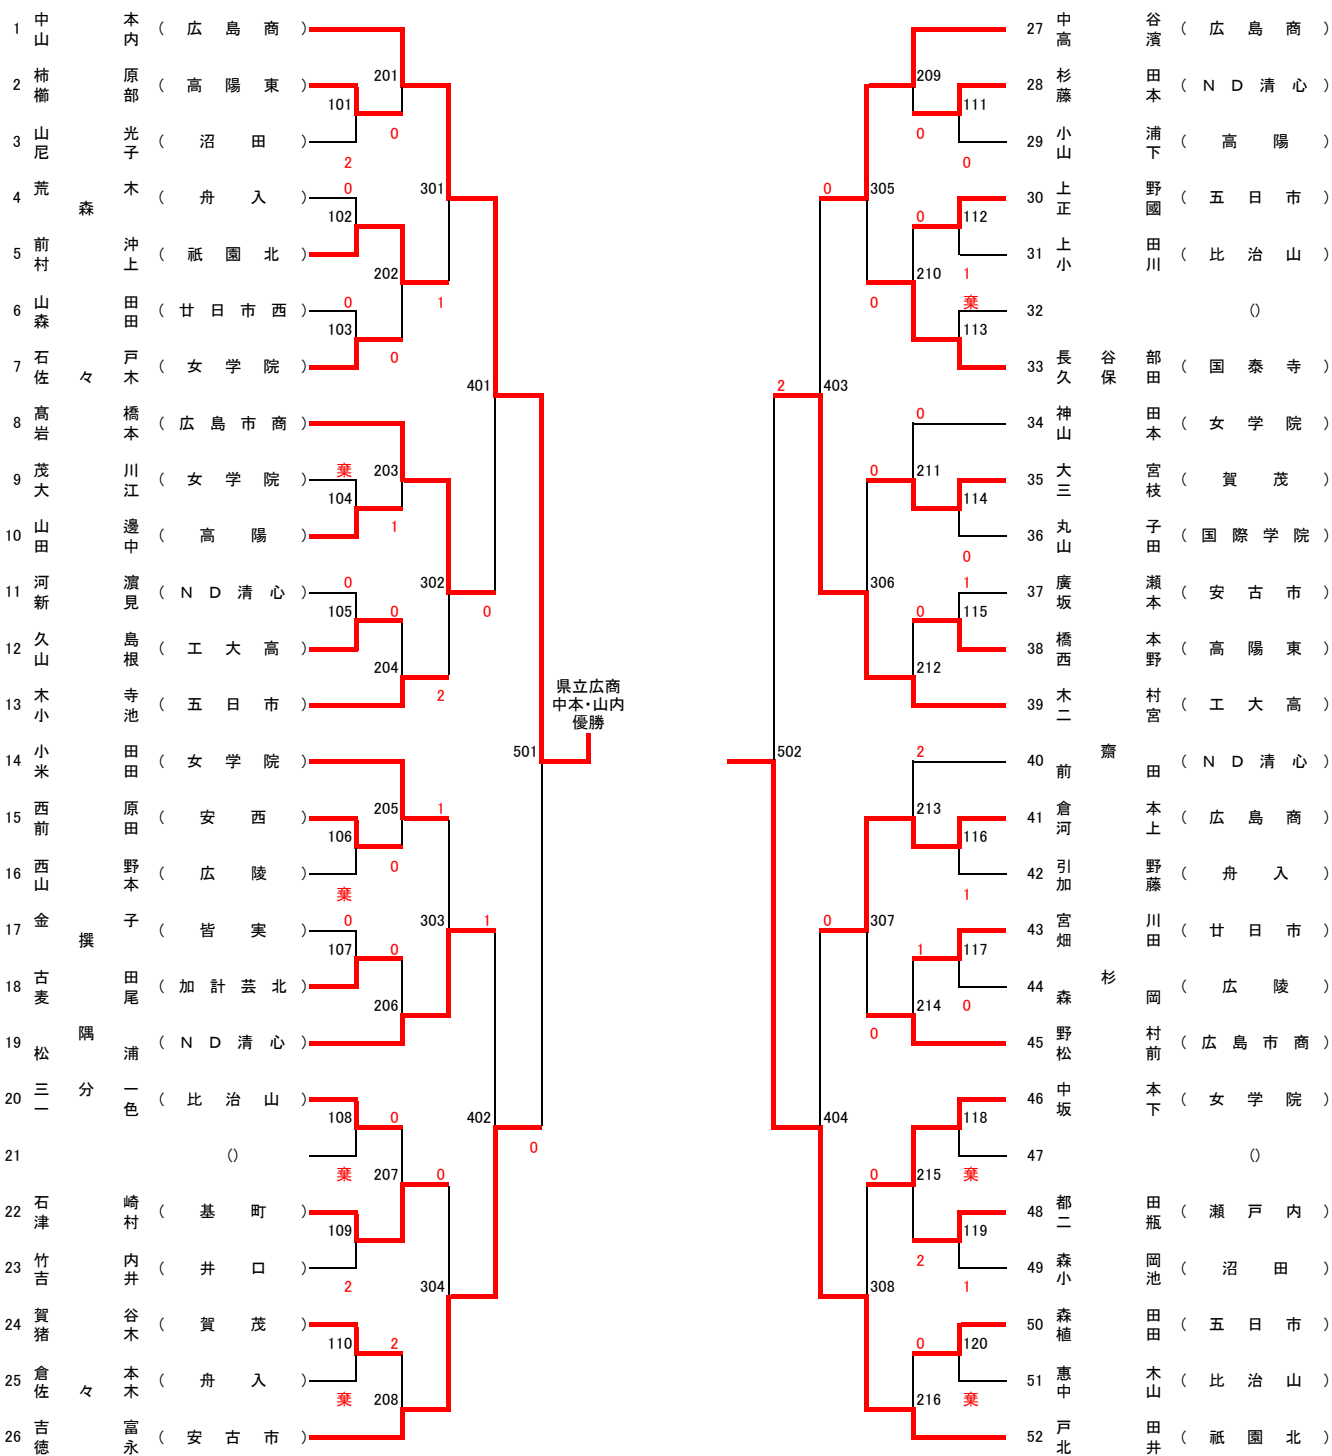 1 中本 山内 （広島商）
2 柿原 櫛部 （高陽東）
3 山光 尼子 （沼田）
4 荒木 森 （舟入）
5 前沖 村上 （祇園北）
6 山田 森田 （廿日市西）
7 石戸 佐々木 （女学院）
8 髙橋 岩本 （広島市商）
9 茂川 大江 （女学院）
10 山邊 田中 （高陽）
11 河濵 新見 （ＮＤ清心）
12 久島 山根 （工大高）
13 木寺 小池 （五日市）
14 小田 米田 （女学院）
15 西原 前田 （安西）
16 西野 山本 （広陵）
17 金子 撰 （皆実）
18 古田 麦尾 （加計芸北）
19 隅 松浦 （ＮＤ清心）
20 三分一 一色 （比治山）
21 ()
22 石崎 津村 （基町）
23 竹内 吉井 （井口）
24 賀谷 猪木 （賀茂）
25 倉本 佐々木 （舟入）
26 吉富 徳永 （安古市）
101 2
102 0
103 0
104 棄
105 0
106 棄
107 0
108 棄
109 2
110 棄
201 0
202 0
203 1
204 0
205 0
206 0
207 0
208 2
301 1
302 2
303 1
304 0
401 0
402 1
501 0
県立広商
中本・山内
優勝
27 中谷 高濱 （広島商）
28 杉田 藤本 （ＮＤ清心）
29 小浦 山下 （高陽）
30 上野 正國 （五日市）
31 上田 小川 （比治山）
32 ()
33 長谷部 久保田 （国泰寺）
34 神田 山本 （女学院）
35 大宮 三枝 （賀茂）
36 丸子 山田 （国際学院）
37 廣瀬 坂本 （安古市）
38 橋本 西野 （高陽東）
39 木村 二宮 （工大高）
40 齋 前田 （ＮＤ清心）
41 倉本 河上 （広島商）
42 引野 加藤 （舟入）
43 宮川 畑田 （廿日市）
44 杉 森岡 （広陵）
45 野村 松前 （広島市商）
46 中本 坂下 （女学院）
47 ()
48 都田 二瓶 （瀬戸内）
49 森岡 小池 （沼田）
50 森田 植田 （五日市）
51 惠木 中山 （比治山）
52 戸田 北井 （祇園北）
111 0
112 1
113 棄
114 0
115 1
116 1
117 0
118 棄
119 1
120 棄
209 0
210 0
211 0
212 0
213 2
214 1
215 2
216 0
305 0
306 0
307 0
308 0
403 0
404 0
502 2